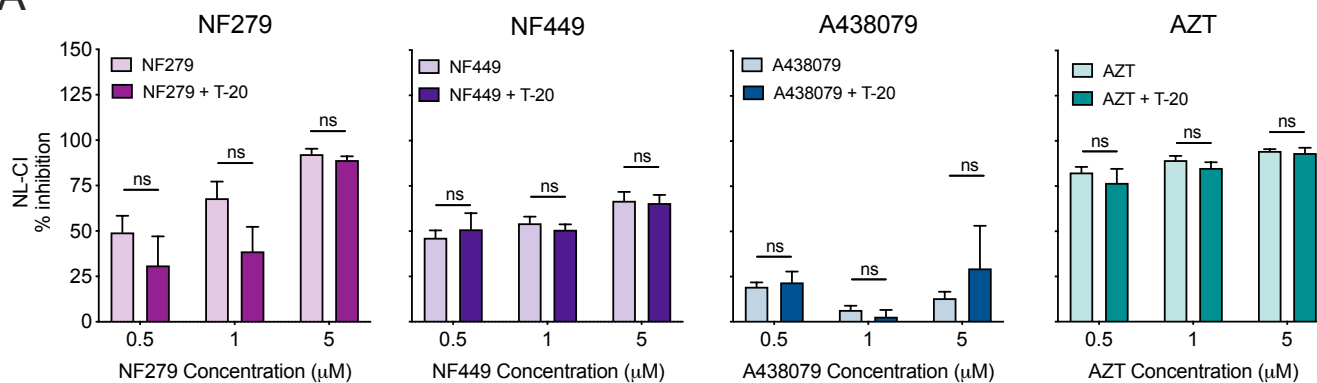 A
NF279
NF449
A438079
AZT
NL-CI
% inhibition
150
125
100
75
50
25
0
NF279
NF279 + T-20
ns
ns
ns
0.5
1
5
NF279 Concentration (μM)
NF449
NF449 + T-20
ns
ns
ns
0.5
1
5
NF449 Concentration (μM)
A438079
A438079 + T-20
ns
ns
ns
0.5
1
5
A438079 Concentration (μM)
AZT
AZT + T-20
ns
ns
ns
0.5
1
5
AZT Concentration (μM)